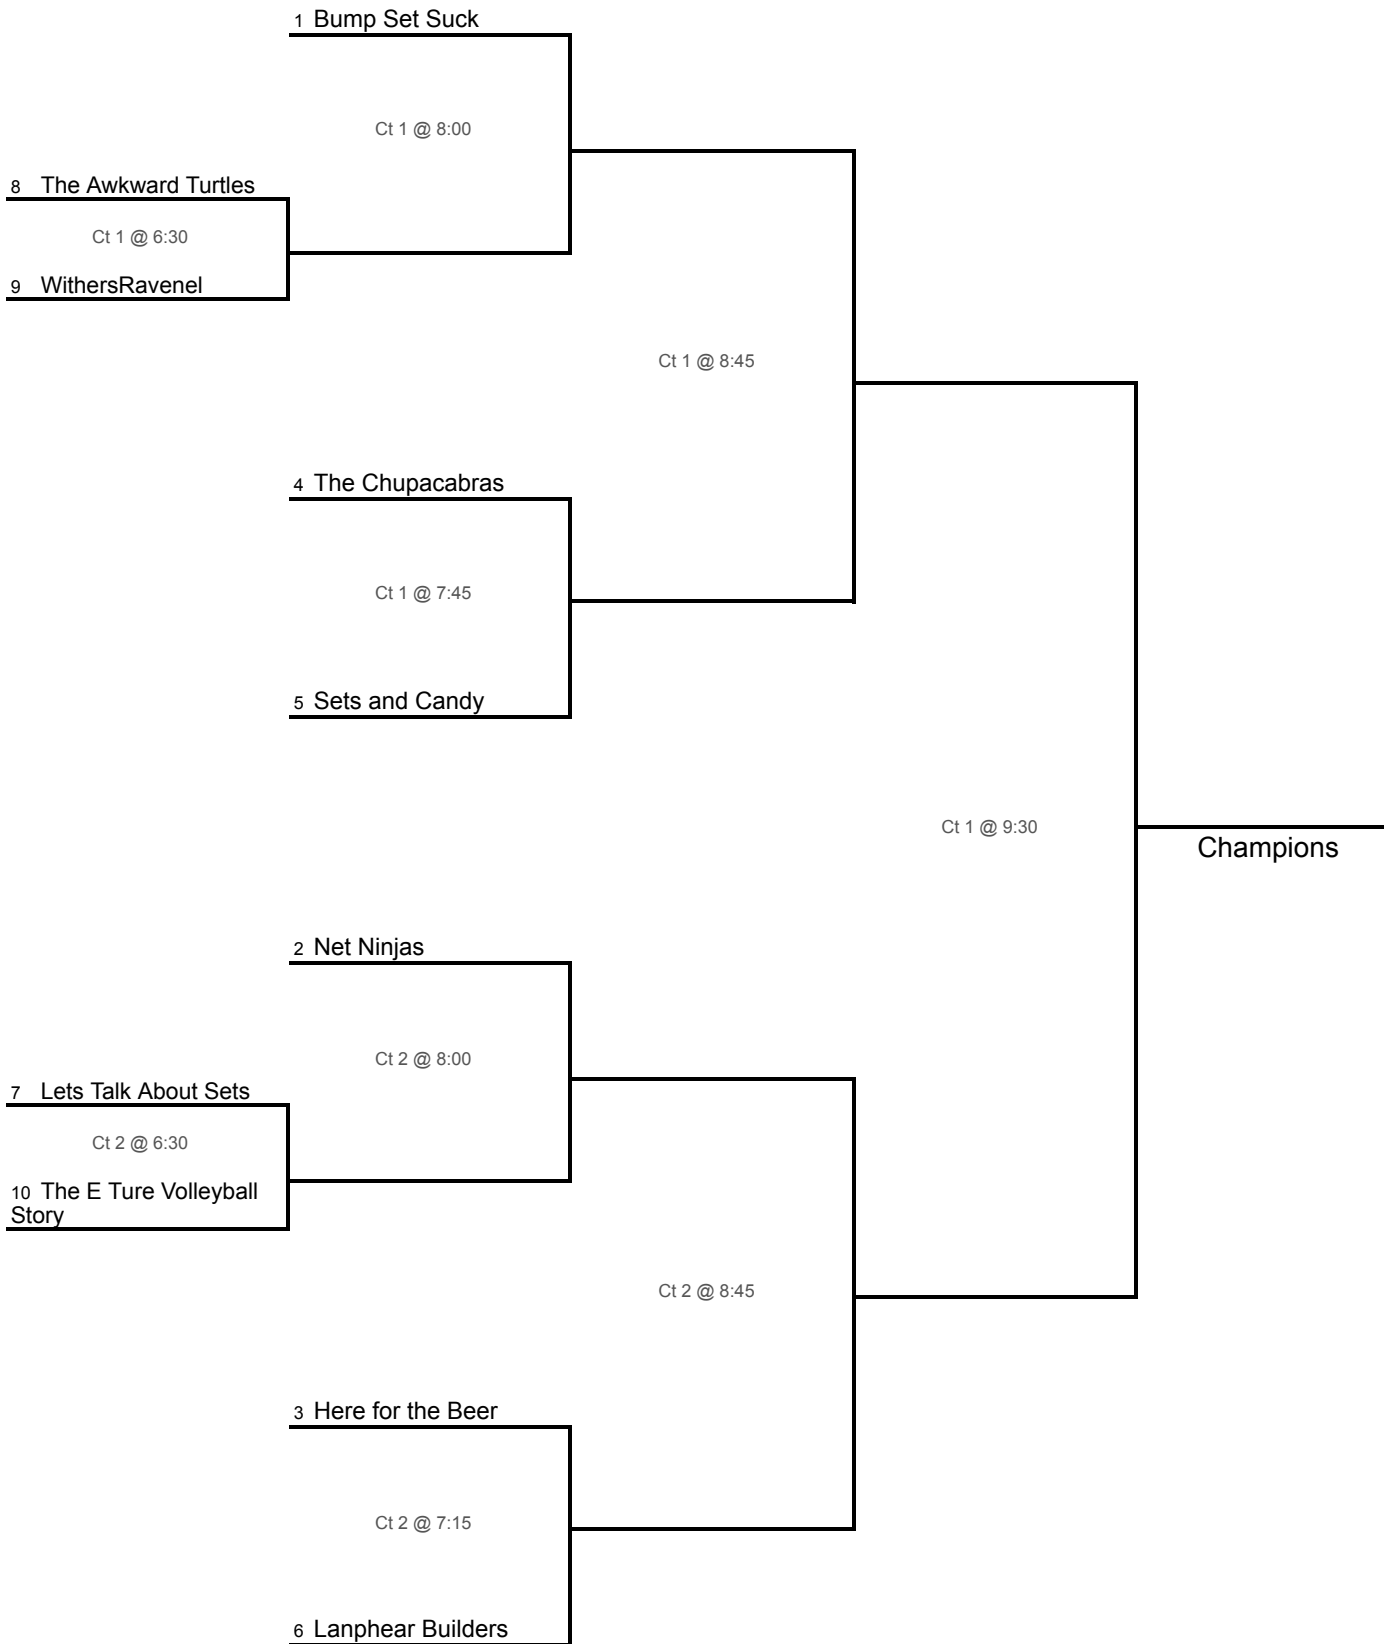 1 Bump Set Suck
Ct 1 @ 8:00
8 The Awkward Turtles
Ct 1 @ 6:30
9 WithersRavenel
Ct 1 @ 8:45
4 The Chupacabras
Ct 1 @ 7:45
5 Sets and Candy
Ct 1 @ 9:30
Champions
2 Net Ninjas
Ct 2 @ 8:00
7 Lets Talk About Sets
Ct 2 @ 6:30
10 The E Ture Volleyball
Story
Ct 2 @ 8:45
3 Here for the Beer
Ct 2 @ 7:15
6 Lanphear Builders